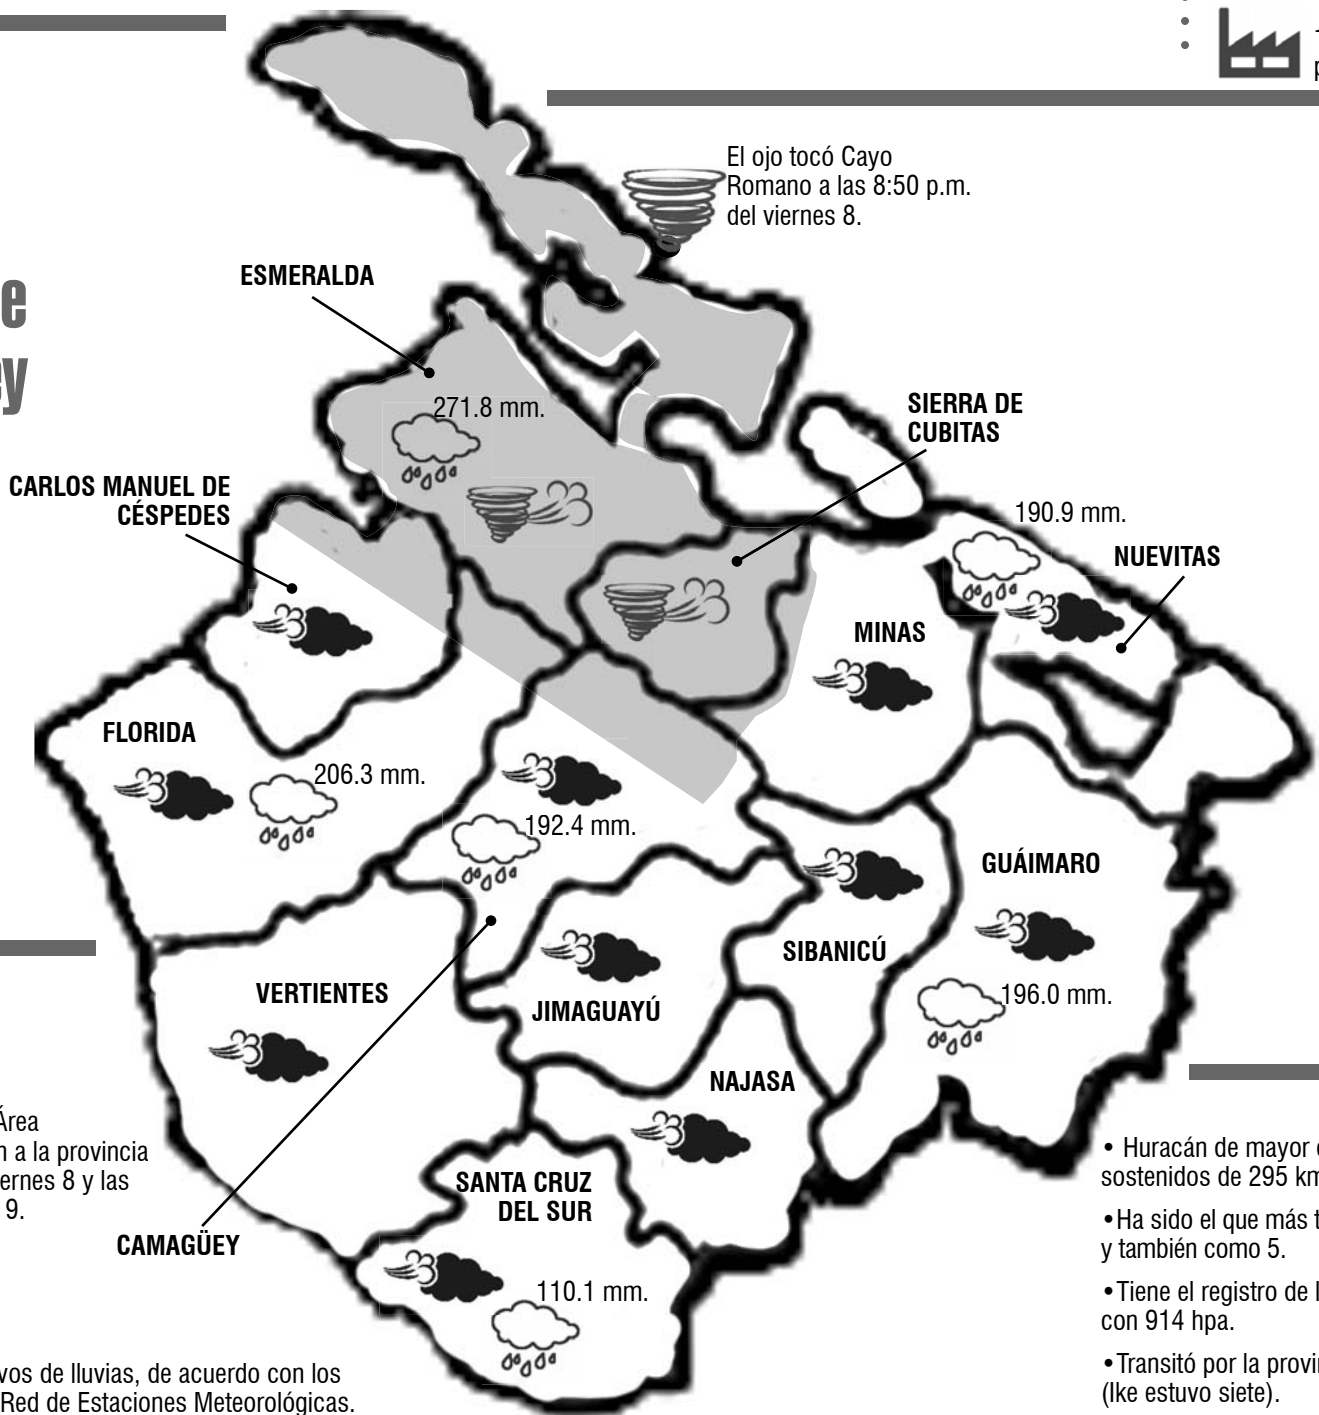 El ojo tocó Cayo
Romano a las 8:50 p.m.
del viernes 8.
ESMERALDA
271.8 mm.
SIERRA DE
CUBITAS
CARLOS MANUEL DE
CÉSPEDES
190.9 mm.
NUEVITAS
MINAS
FLORIDA
206.3 mm.
192.4 mm.
GUÁIMARO
SIBANICÚ
VERTIENTES
196.0 mm.
JIMAGUAYÚ
NAJASA
Área
a la provincia
8 y las
9.
SANTA CRUZ
DEL SUR
CAMAGÜEY
110.1 mm.
de lluvias, de acuerdo con los
Red de Estaciones Meteorológicas.
• Huracán de mayor
sostenidos de 295
•Ha sido el que más
y también como 5.
•Tiene el registro de
con 914 hpa.
•Transitó por la
(Ike estuvo siete).